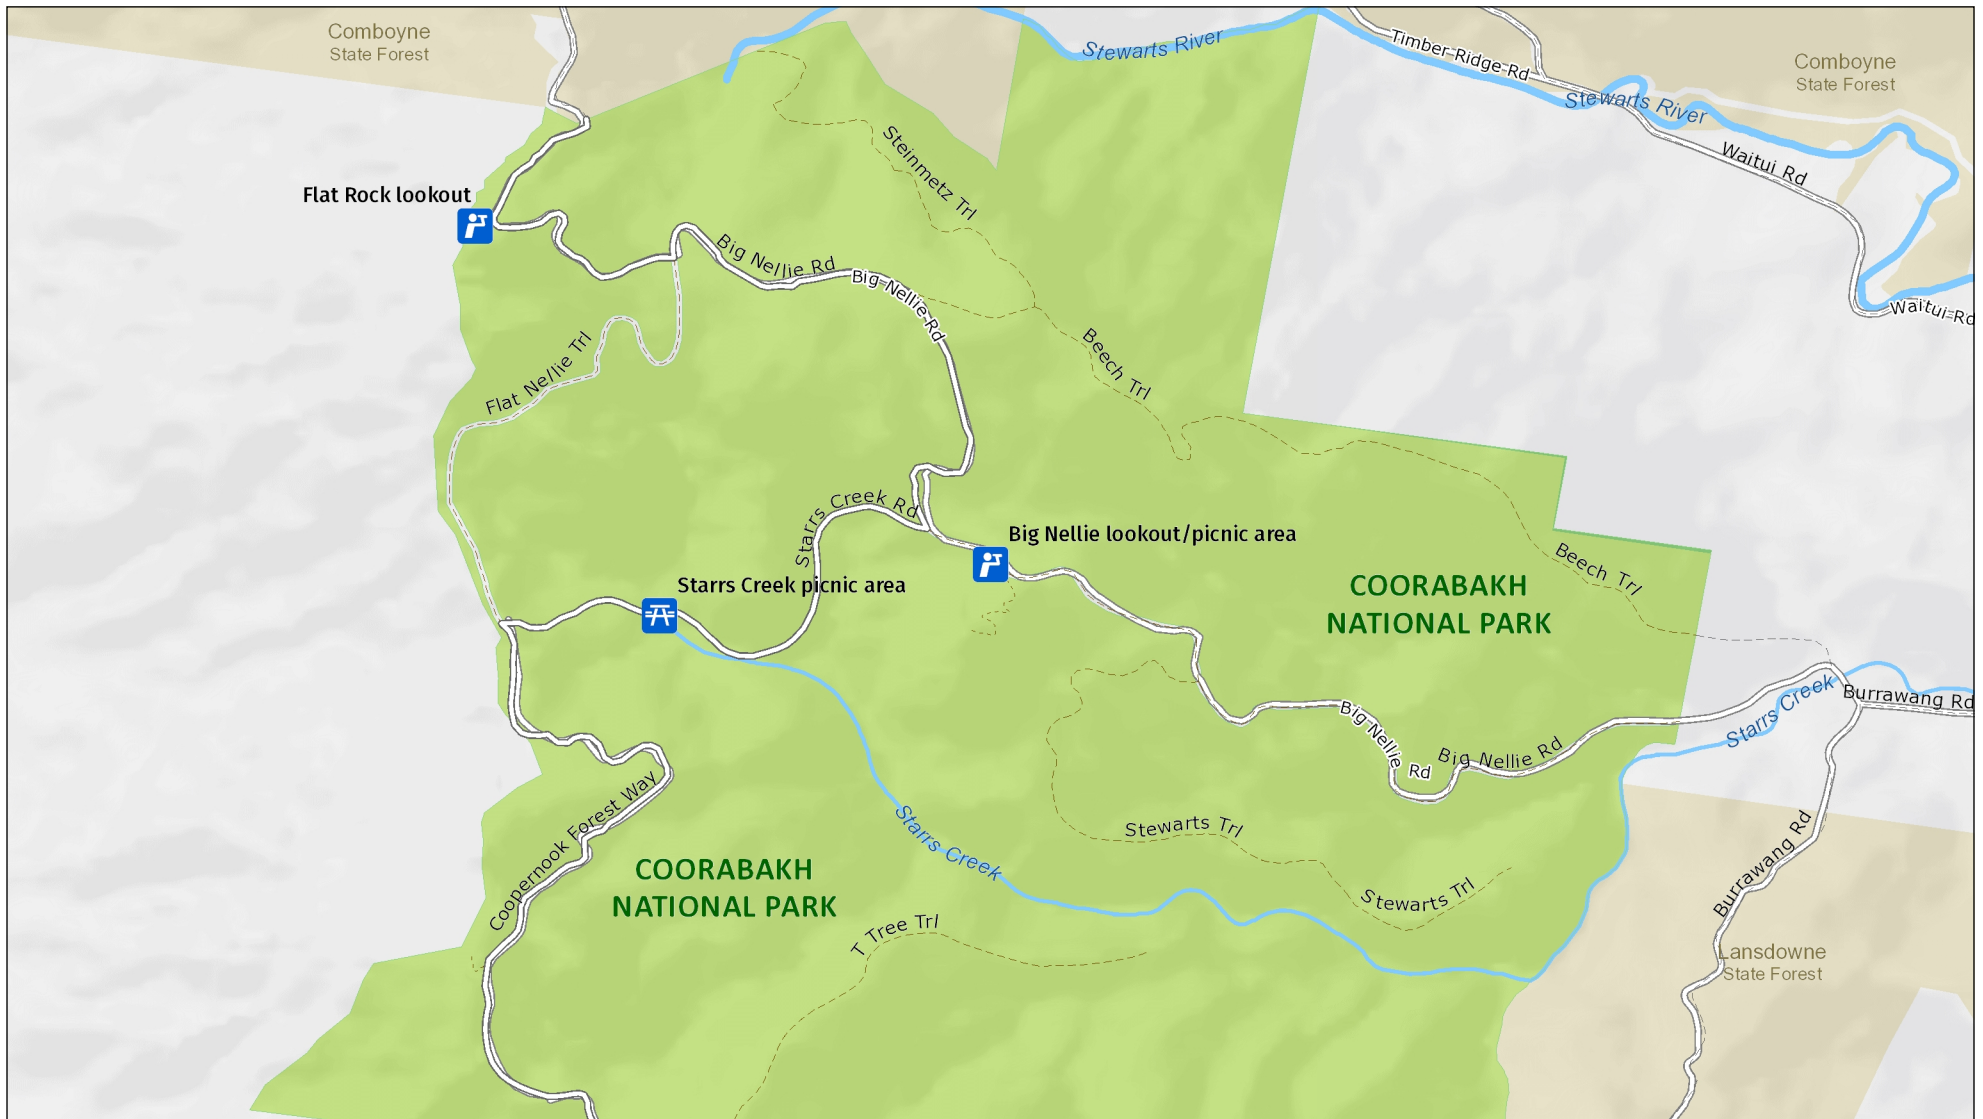 Comboyne
State Forest
Stewarts River
Timber Ridge Rd
Comboyne
State Forest
Stewarts River
Waitui Rd
Steinmetz Trl
Flat Rock lookout
Big Nellie Rd
Big Nellie Rd
Waitui Rd
Beech Trl
Flat Nellie Trl
Starrs Creek Rd
Big Nellie lookout/picnic area
Beech Trl
Starrs Creek picnic area
COORABAKH
NATIONAL PARK
Starrs Creek
Burrawang Rd
Big Nellie Rd
Big Nellie Rd
Coopernook Forest Way
Starrs Creek
Stewarts Trl
Burrawang Rd
COORABAKH
NATIONAL PARK
Stewarts Trl
T Tree Trl
Lansdowne
State Forest